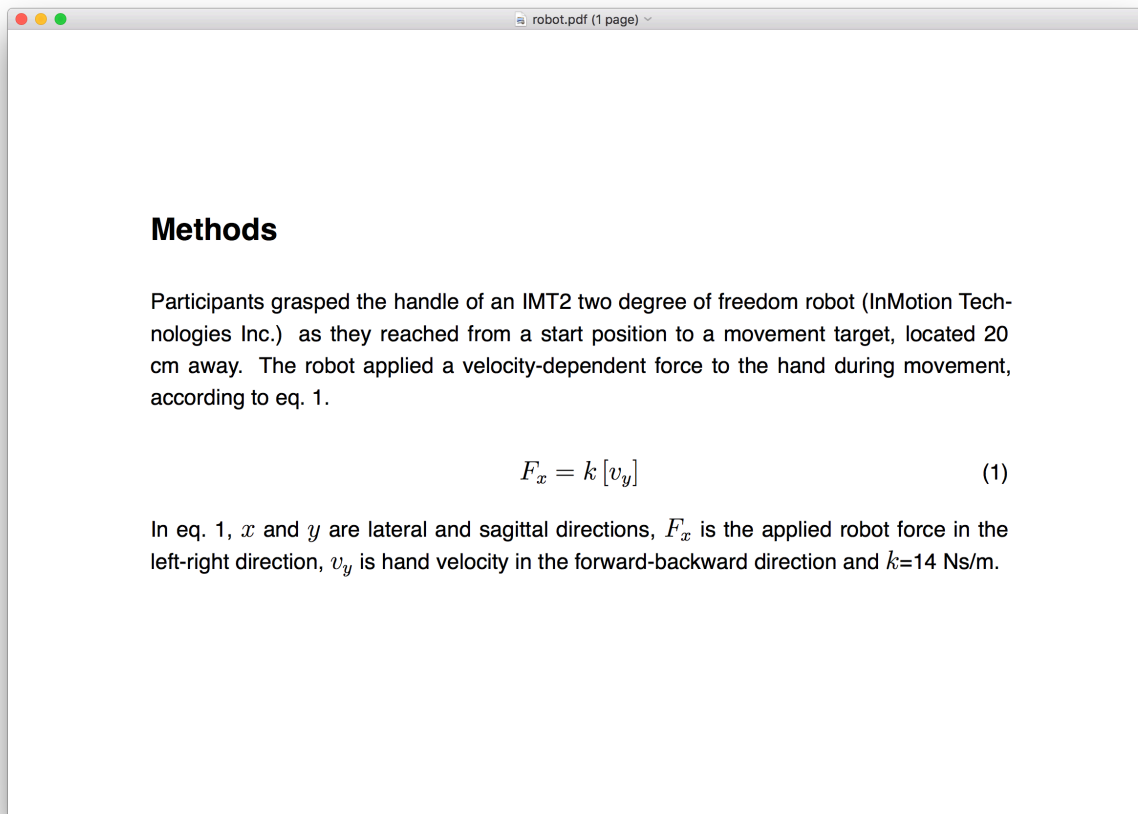 robot.pdf (1 page)
Methods
Participants grasped the handle of an IMT2 two degree of freedom robot (InMotion Tech-
nologies Inc.) as they reached from a start position to a movement target, located 20
cm away. The robot applied a velocity-dependent force to the hand during movement,
according to eq. 1.
Fₓ = k [v_y] (1)
In eq. 1, x and y are lateral and sagittal directions, Fₓ is the applied robot force in the
left-right direction, v_y is hand velocity in the forward-backward direction and k=14 Ns/m.